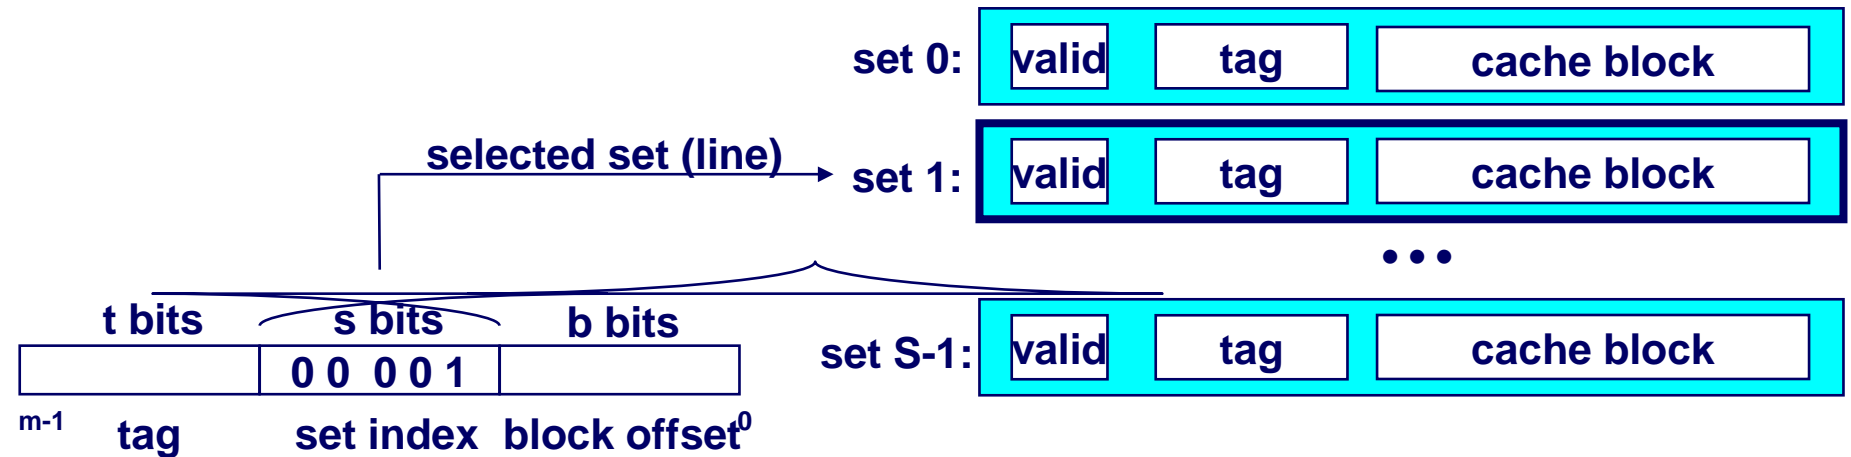 set 0: valid tag cache block
selected set (line)
set 1: valid tag cache block
• • •
t bits s bits b bits
0 0 0 0 1
set S-1: valid tag cache block
m-1 tag set index block offset 0